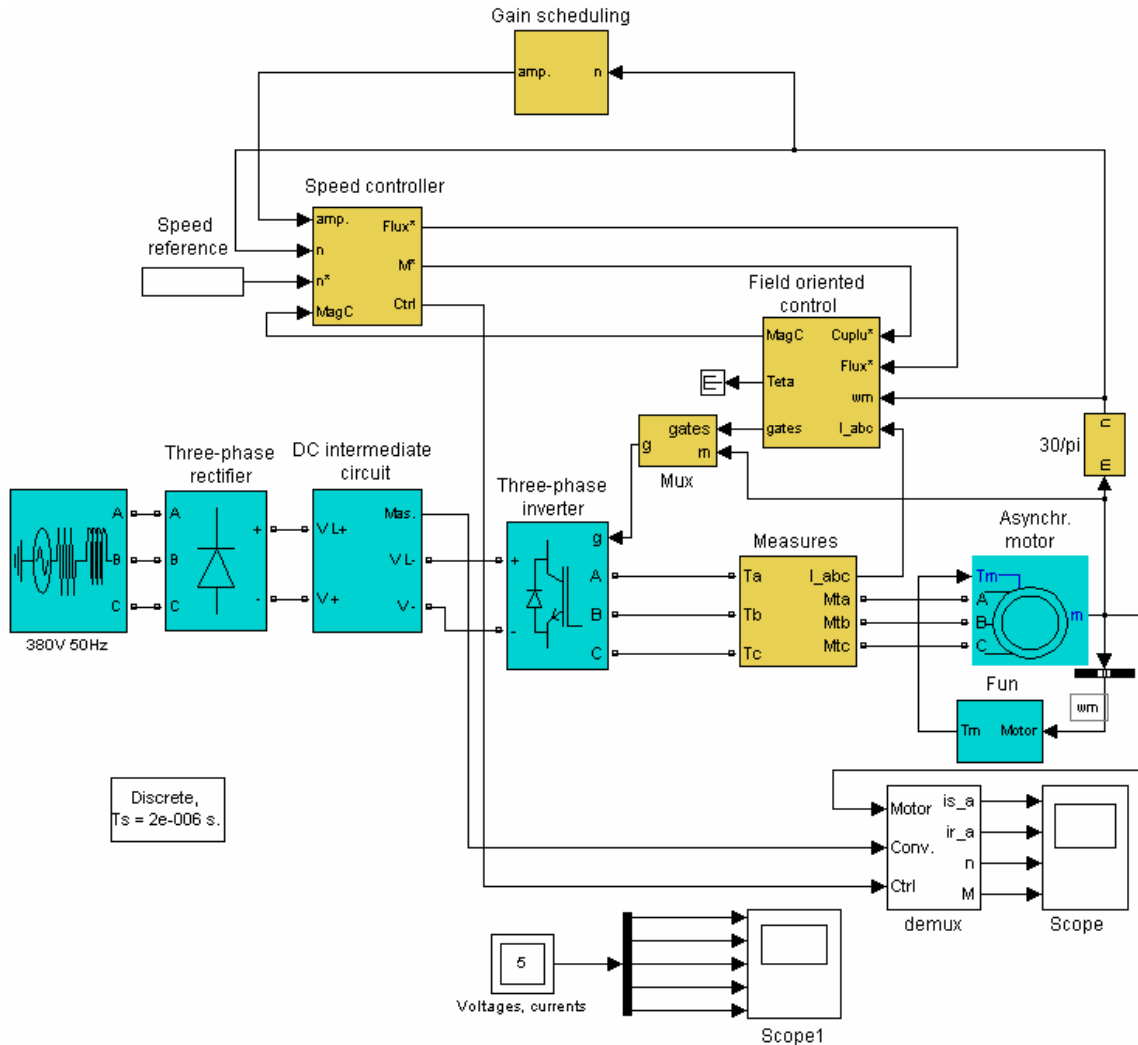 Gain scheduling
amp. n
Speed controller
amp. Flux*
n
M*
n*
Ctrl
MagC
Speed
reference
Field oriented
control
MagC Cuplu*
Flux*
Teta
wm
gates I_abc
gates
g
m
Mux
30/pi
n
m
Three-phase
rectifier
A +
B
C -
A
B
C
380V 50Hz
DC intermediate
circuit
Mas.
VL+
VL-
V+
V-
Three-phase
inverter
g
+ A
B
- C
Measures
Ta I_abc
Mta
Tb Mtb
Tc Mtc
Asynchr.
motor
Tm
A
B m
C
Fun
wm
Tm Motor
Discrete,
Ts = 2e-006 s.
Motor is_a
ir_a
Conv.
n
Ctrl M
demux
Scope
5
Voltages, currents
Scope1